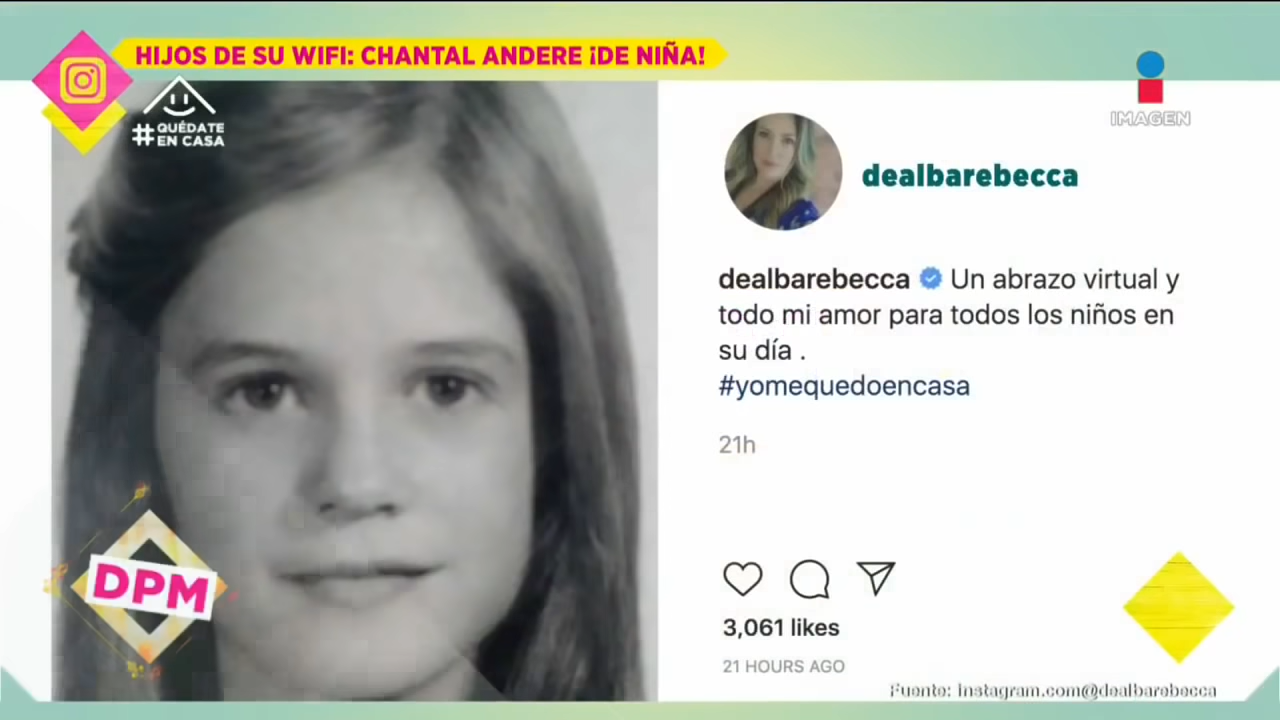 HIJOS DE SU WIFI: CHANTAL ANDERE ¡DE NIÑA!
#QUÉDATE
EN CASA
IMAGEN
dealbarebecca
dealbarebecca Un abrazo virtual y
todo mi amor para todos los niños en
su día .
#yomequedoencasa
21h
DPM
3,061 likes
21 HOURS AGO
Fuente: instagram.com@dealbarebecca